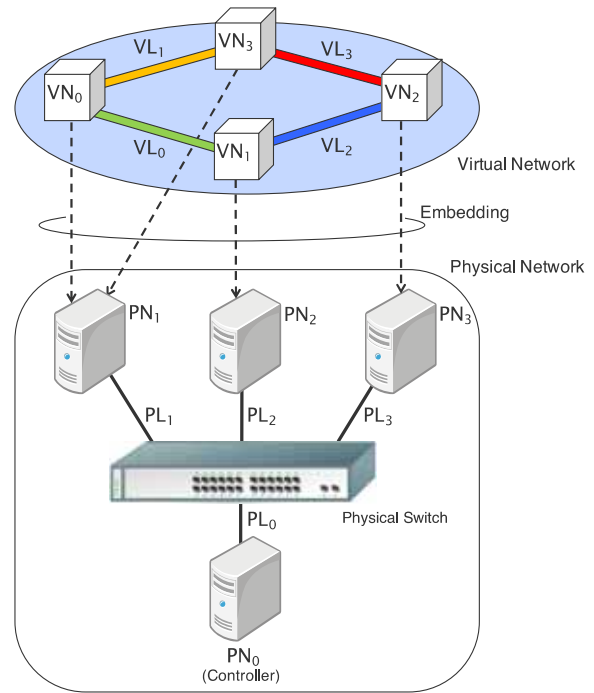 VN₃
VL₁
VL₃
VN₀
VN₂
VL₀
VN₁
VL₂
Virtual Network
Embedding
Physical Network
PN₁
PN₂
PN₃
PL₁
PL₂
PL₃
Physical Switch
PL₀
PN₀
(Controller)